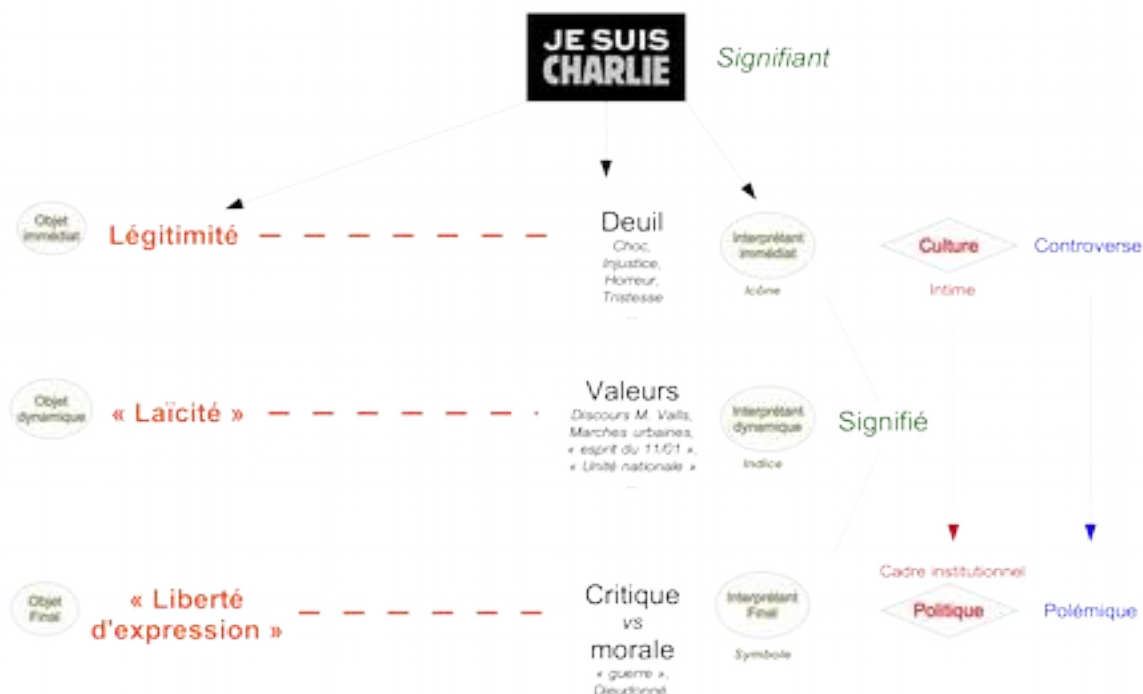 JE SUIS
CHARLIE
Signifiant
Objet
immédiat
Légitimité
Deuil
Choc,
Injustice,
Horreur,
Tristesse
...
Interprétant
immédiat
Icône
Culture
Intime
Controverse
Objet
dynamique
« Laïcité »
Valeurs
Discours M. Valls,
Marches urbaines,
« esprit du 11/01 »,
« Unité nationale »
...
Interprétant
dynamique
Indice
Signifié
Objet
Final
« Liberté
d'expression »
Critique
vs
morale
« guerre »,
Dieudonné,
Interprétant
Final
Symbole
Cadre institutionnel
Politique
Polémique